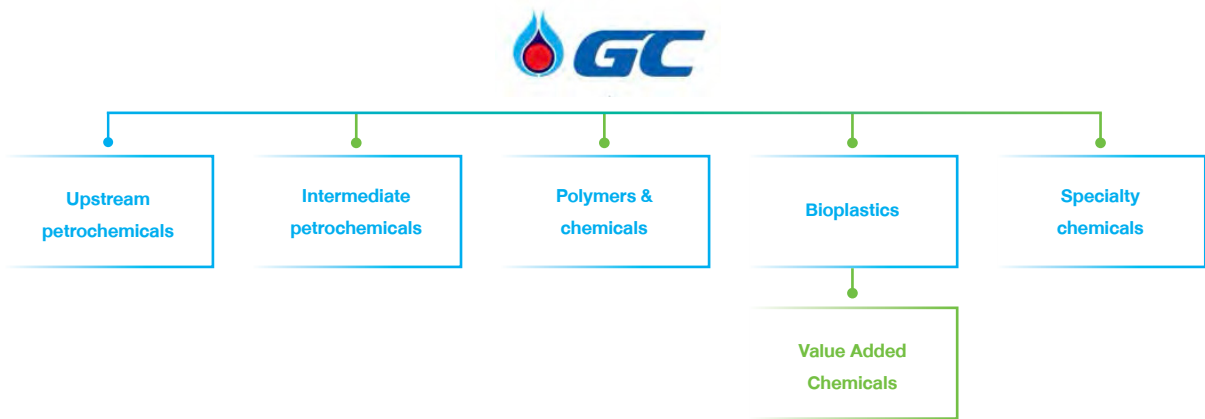 GC
Upstream
petrochemicals
Intermediate
petrochemicals
Polymers &
chemicals
Bioplastics
Specialty
chemicals
Value Added
Chemicals